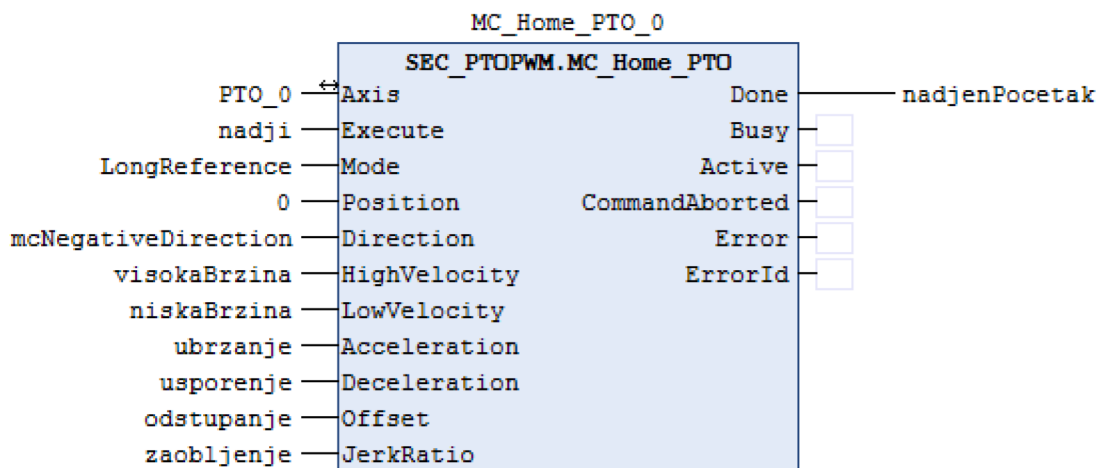 MC_Home_PTO_0
SEC_PTOPWM.MC_Home_PTO
PTO_0 Axis Done nadjenPocetak
nadji Execute Busy
LongReference Mode Active
0 Position CommandAborted
mcNegativeDirection Direction Error
visokaBrzina HighVelocity ErrorId
niskaBrzina LowVelocity
ubrzanje Acceleration
usporenje Deceleration
odstupanje Offset
zaobljenje JerkRatio